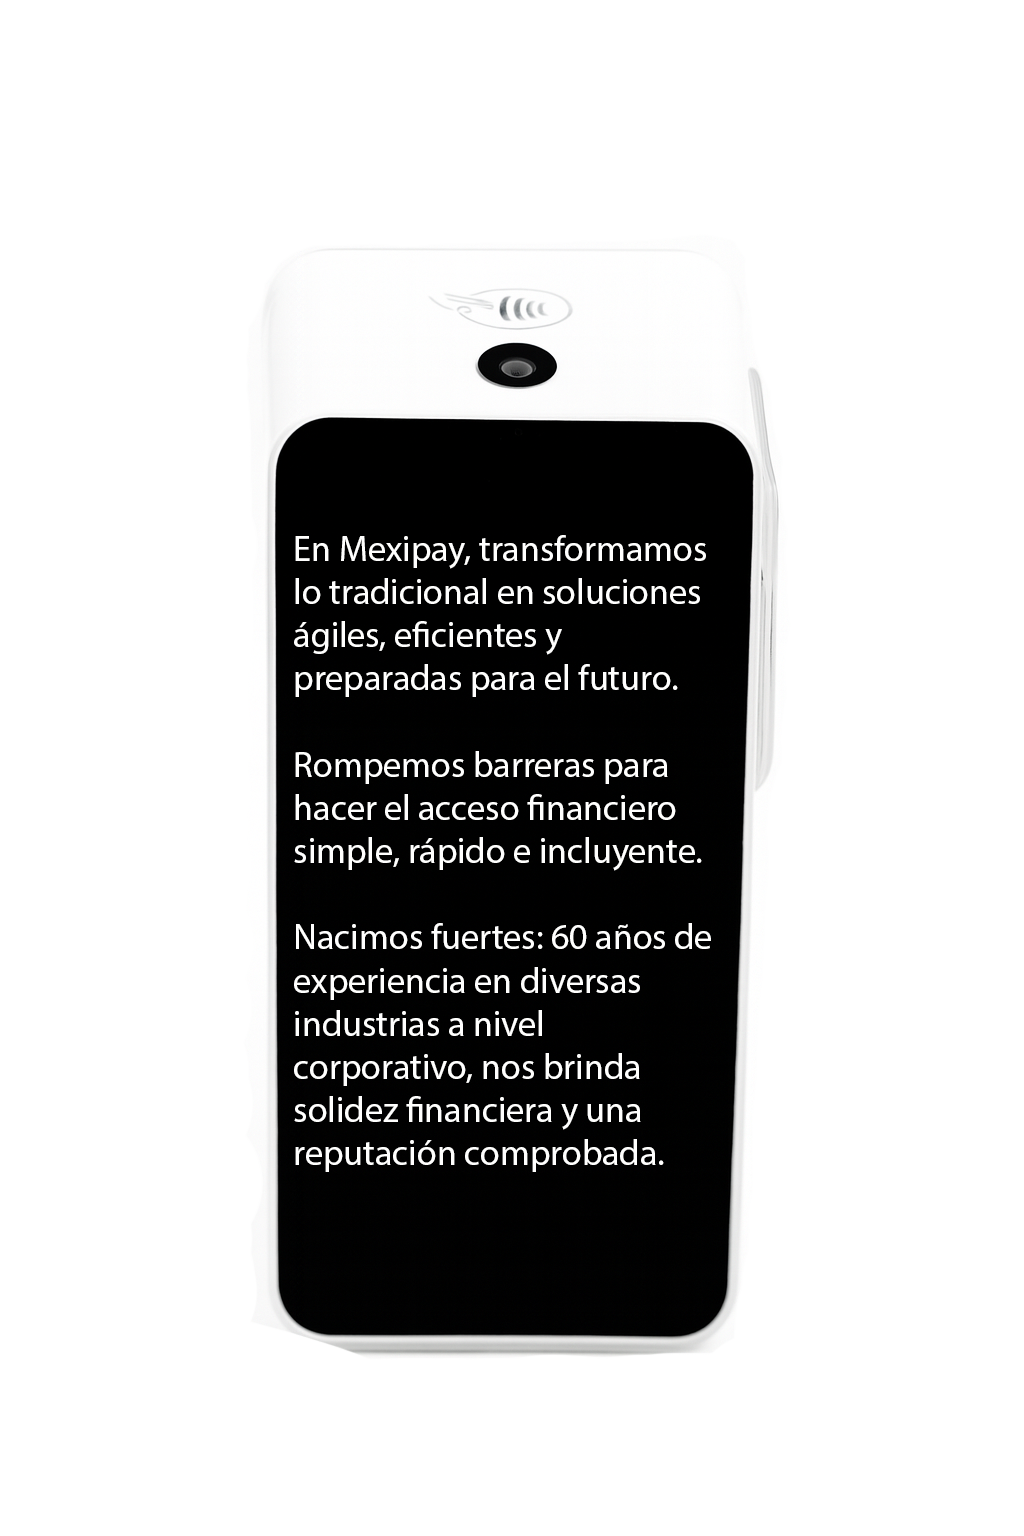 En Mexipay, transformamos
lo tradicional en soluciones
ágiles, eficientes y
preparadas para el futuro.
Rompemos barreras para
hacer el acceso financiero
simple, rápido e incluyente.
Nacimos fuertes: 60 años de
experiencia en diversas
industrias a nivel
corporativo, nos brinda
solidez financiera y una
reputación comprobada.